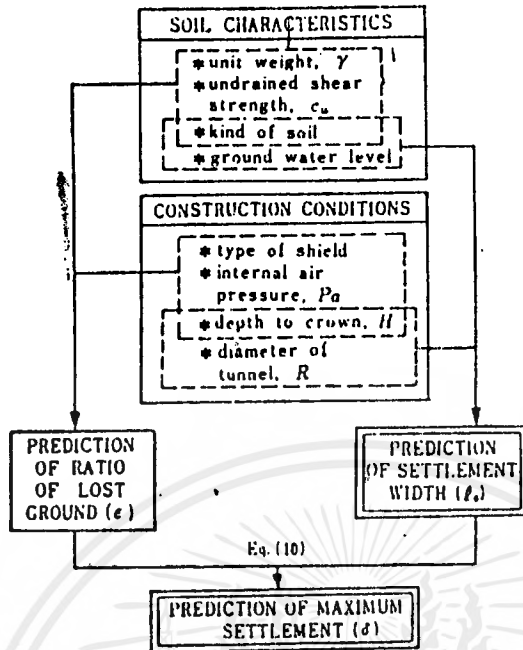 SOIL CHARACTERISTICS
* unit weight, γ
* undrained shear
strength, cᵤ
* kind of soil
* ground water level
CONSTRUCTION CONDITIONS
* type of shield
* internal air
pressure, Pa
* depth to crown, H
* diameter of
tunnel, R
PREDICTION
OF RATIO
OF LOST
GROUND (e)
PREDICTION
OF SETTLEMENT
WIDTH (ℓₒ)
Eq. (10)
PREDICTION OF MAXIMUM
SETTLEMENT (δ)